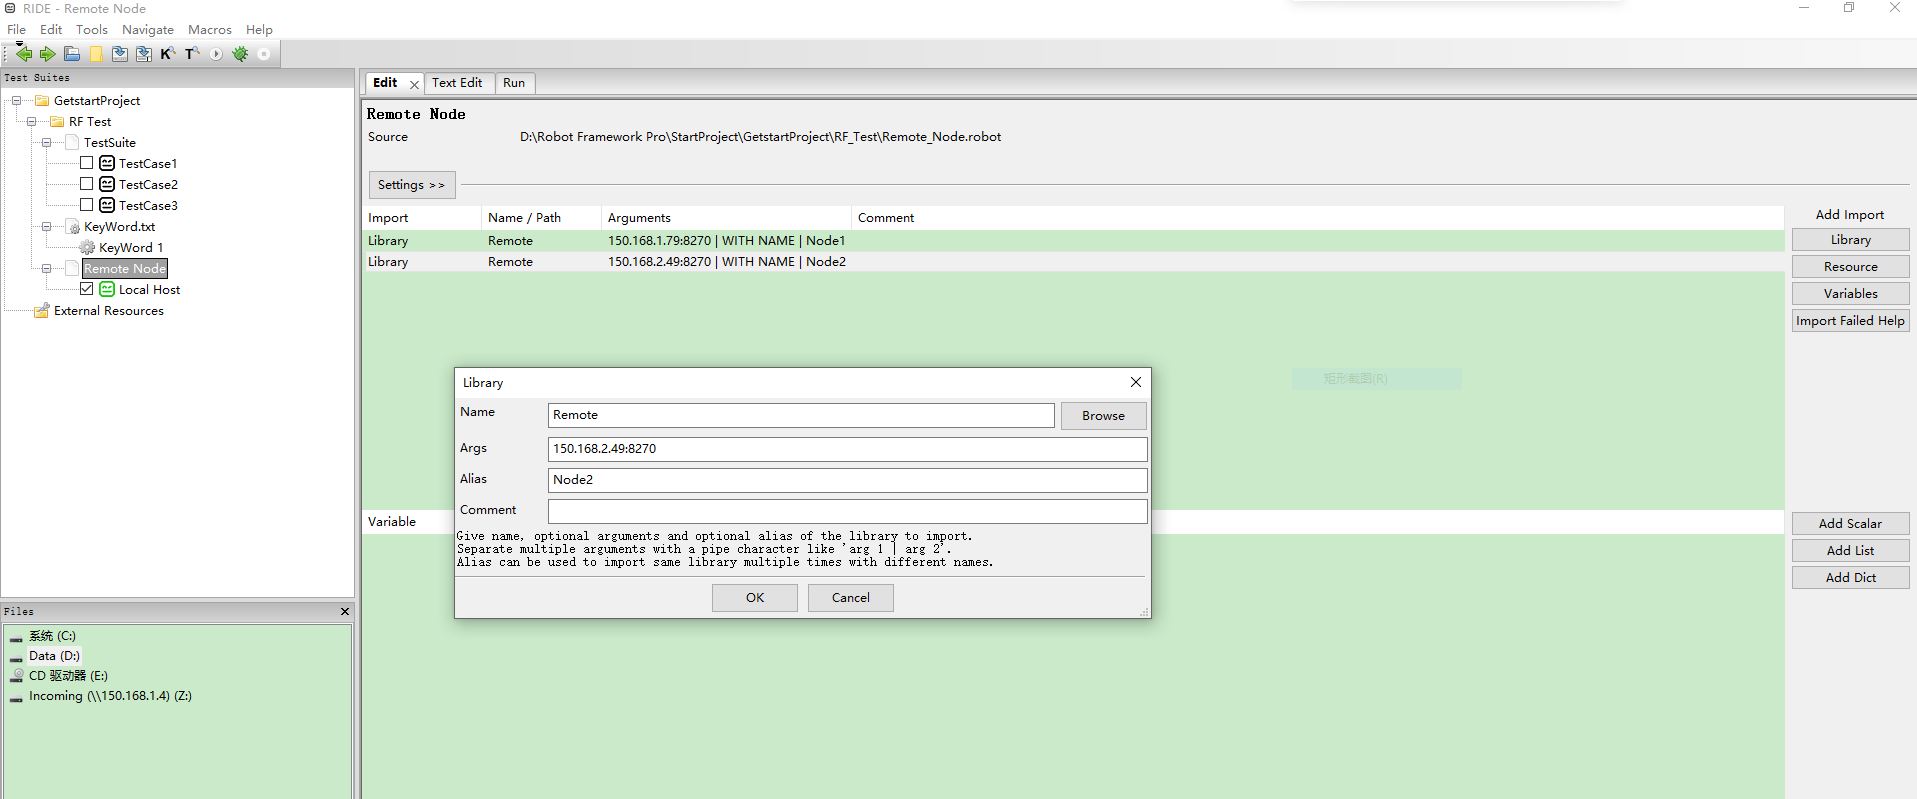 RIDE - Remote Node
File Edit Tools Navigate Macros Help
K T
Test Suites
GetstartProject
RF Test
TestSuite
TestCase1
TestCase2
TestCase3
KeyWord.txt
KeyWord 1
Remote Node
Local Host
External Resources
Files
系统 (C:)
Data (D:)
CD 驱动器 (E:)
Incoming (\\150.168.1.4) (Z:)
Edit Text Edit Run
Remote Node
Source D:\Robot Framework Pro\StartProject\GetstartProject\RF_Test\Remote_Node.robot
Settings >>
Import Name / Path Arguments Comment
Library Remote 150.168.1.79:8270 | WITH NAME | Node1
Library Remote 150.168.2.49:8270 | WITH NAME | Node2
Add Import
Library
Resource
Variables
Import Failed Help
矩形截图(R)
Library
Name Remote Browse
Args 150.168.2.49:8270
Alias Node2
Comment
Give name, optional arguments and optional alias of the library to import.
Separate multiple arguments with a pipe character like 'arg 1 | arg 2'.
Alias can be used to import same library multiple times with different names.
OK Cancel
Variable
Add Scalar
Add List
Add Dict